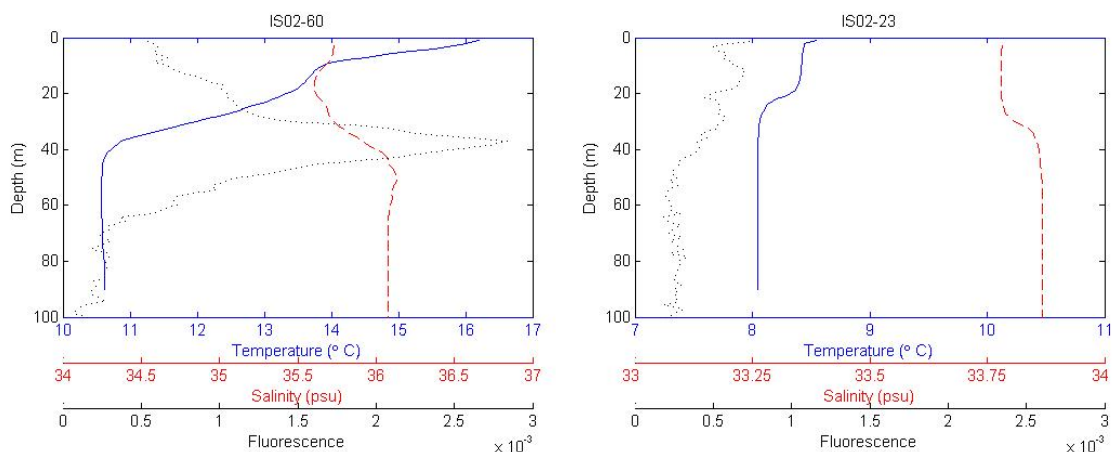 IS02-60
Depth (m)
0
20
40
60
80
100
10 11 12 13 14 15 16 17
Temperature (° C)
34 34.5 35 35.5 36 36.5 37
Salinity (psu)
0 0.5 1 1.5 2 2.5 3
Fluorescence
x 10⁻³
IS02-23
Depth (m)
0
20
40
60
80
100
7 8 9 10 11
Temperature (° C)
33 33.25 33.75 34
Salinity (psu)
0 0.5 1 1.5 2 2.5 3
Fluorescence
x 10⁻³